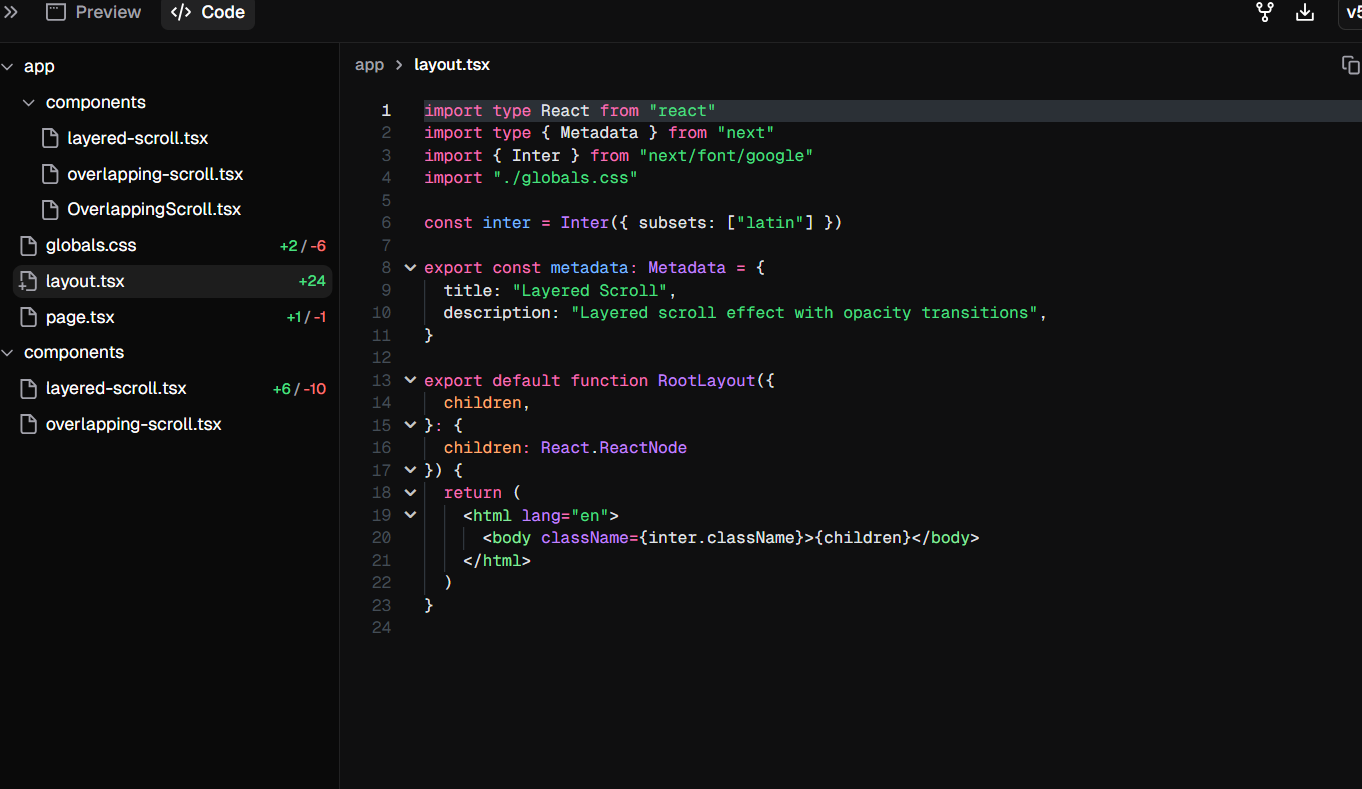 Preview
Code
v5
app
components
layered-scroll.tsx
overlapping-scroll.tsx
OverlappingScroll.tsx
globals.css +2/-6
layout.tsx +24
page.tsx +1/-1
components
layered-scroll.tsx +6/-10
overlapping-scroll.tsx
app > layout.tsx
1 import type React from "react"
2 import type { Metadata } from "next"
3 import { Inter } from "next/font/google"
4 import "./globals.css"
5
6 const inter = Inter({ subsets: ["latin"] })
7
8 export const metadata: Metadata = {
9   title: "Layered Scroll",
10   description: "Layered scroll effect with opacity transitions",
11 }
12
13 export default function RootLayout({
14   children,
15 }: {
16   children: React.ReactNode
17 }) {
18   return (
19     <html lang="en">
20       <body className={inter.className}>{children}</body>
21     </html>
22   )
23 }
24